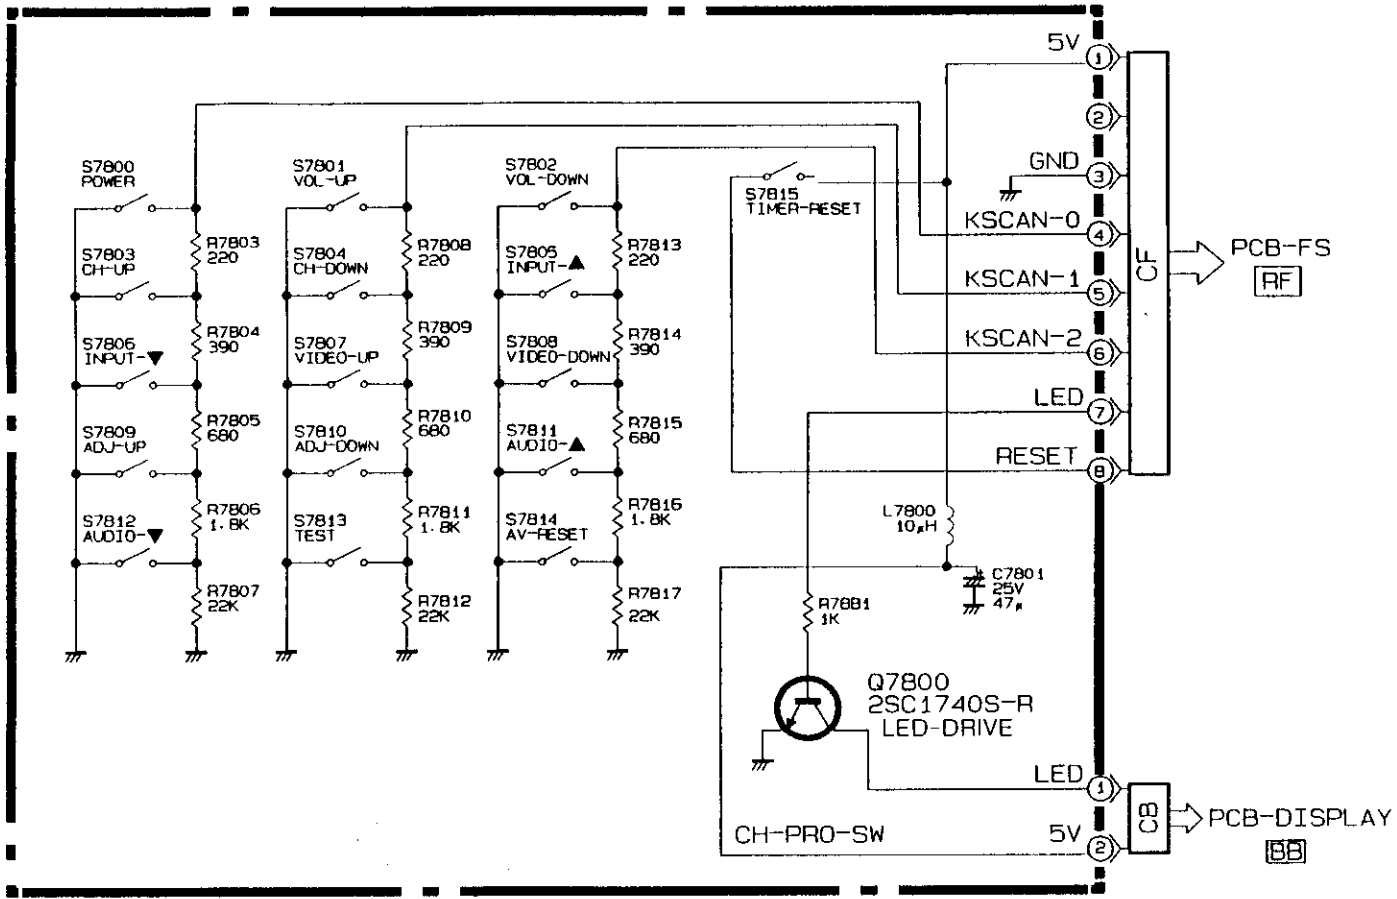 5V
1
2
GND
3
KSCAN-0
4
KSCAN-1
5
KSCAN-2
6
LED
7
RESET
8
CF
PCB-FS
RF
S7800
POWER
S7801
VOL-UP
S7802
VOL-DOWN
S7815
TIMER-RESET
S7803
CH-UP
R7803
220
S7804
CH-DOWN
R7808
220
S7805
INPUT-▲
R7813
220
S7806
INPUT-▼
R7804
390
S7807
VIDEO-UP
R7809
390
S7808
VIDEO-DOWN
R7814
390
S7809
ADJ-UP
R7805
680
S7810
ADJ-DOWN
R7810
680
S7811
AUDIO-▲
R7815
680
S7812
AUDIO-▼
R7806
1.8K
S7813
TEST
R7811
1.8K
S7814
AV-RESET
R7816
1.8K
R7807
22K
R7812
22K
R7817
22K
L7800
10μH
C7801
25V
47μ
+
R7881
1K
Q7800
2SC1740S-R
LED-DRIVE
LED
1
CH-PRO-SW
5V
2
CB
PCB-DISPLAY
BB